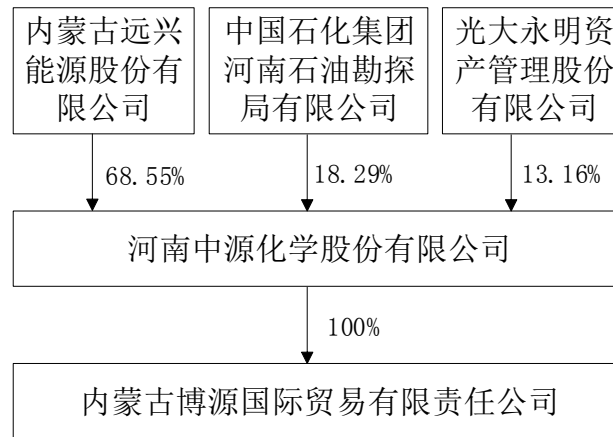 内蒙古远兴
能源股份有
限公司
中国石化集团
河南石油勘探
局有限公司
光大永明资
产管理股份
有限公司
68.55%
18.29%
13.16%
河南中源化学股份有限公司
100%
内蒙古博源国际贸易有限责任公司